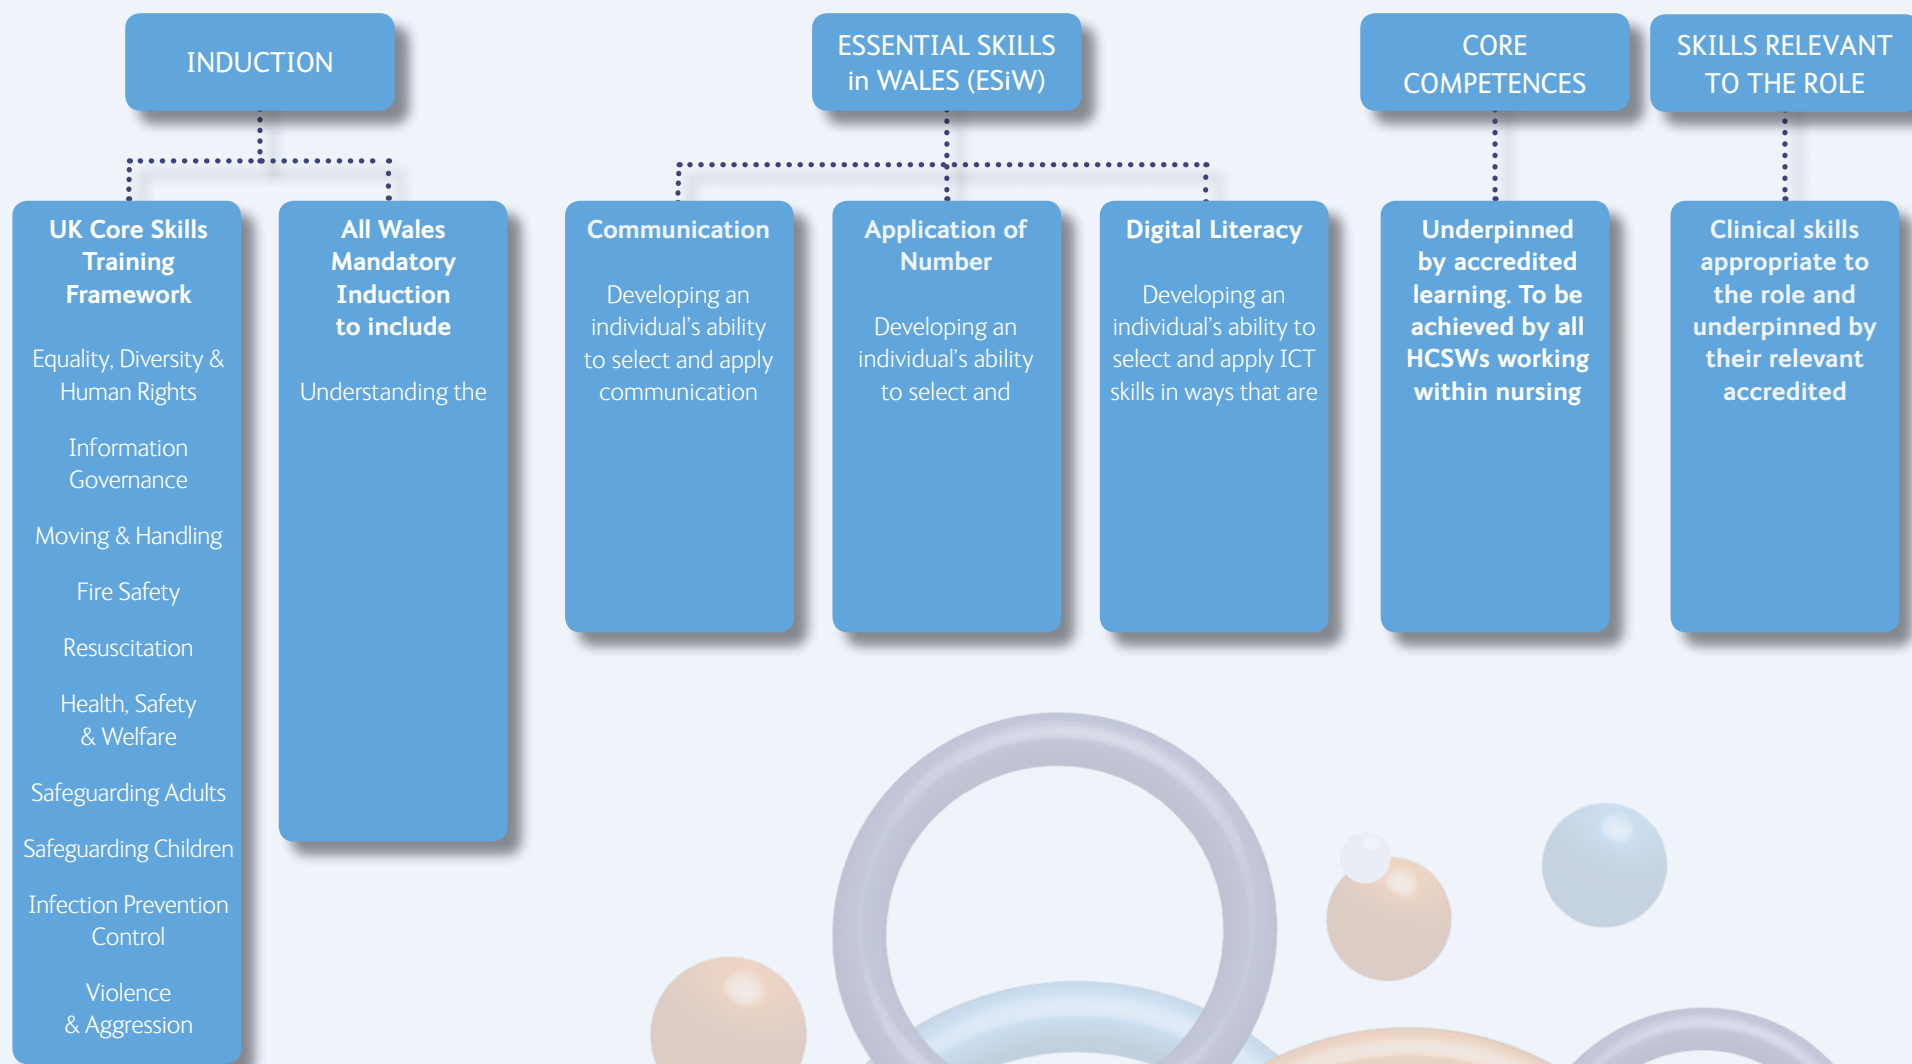 INDUCTION
ESSENTIAL SKILLS
in WALES (ESiW)
CORE
COMPETENCES
SKILLS RELEVANT
TO THE ROLE
UK Core Skills
Training
Framework
Equality, Diversity &
Human Rights
Information
Governance
Moving & Handling
Fire Safety
Resuscitation
Health, Safety
& Welfare
Safeguarding Adults
Safeguarding Children
Infection Prevention
Control
Violence
& Aggression
All Wales
Mandatory
Induction
to include
Understanding the
Communication
Developing an
individual's ability
to select and apply
communication
Application of
Number
Developing an
individual's ability
to select and
Digital Literacy
Developing an
individual's ability to
select and apply ICT
skills in ways that are
Underpinned
by accredited
learning. To be
achieved by all
HCSWs working
within nursing
Clinical skills
appropriate to
the role and
underpinned by
their relevant
accredited